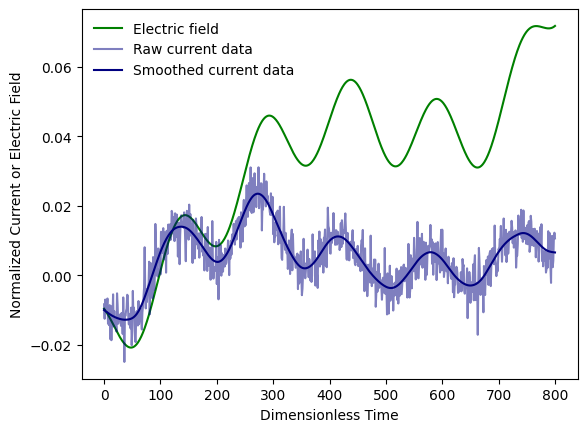 Electric field
Raw current data
Smoothed current data
Normalized Current or Electric Field
0.06
0.04
0.02
0.00
−0.02
0 100 200 300 400 500 600 700 800
Dimensionless Time